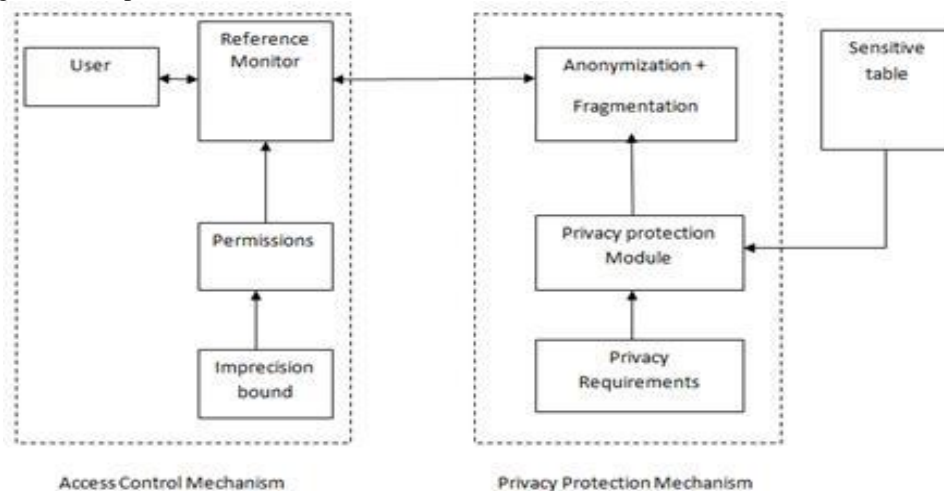 User
Reference
Monitor
Permissions
Imprecision
bound
Anonymization +
Fragmentation
Privacy protection
Module
Privacy
Requirements
Sensitive
table
Access Control Mechanism
Privacy Protection Mechanism